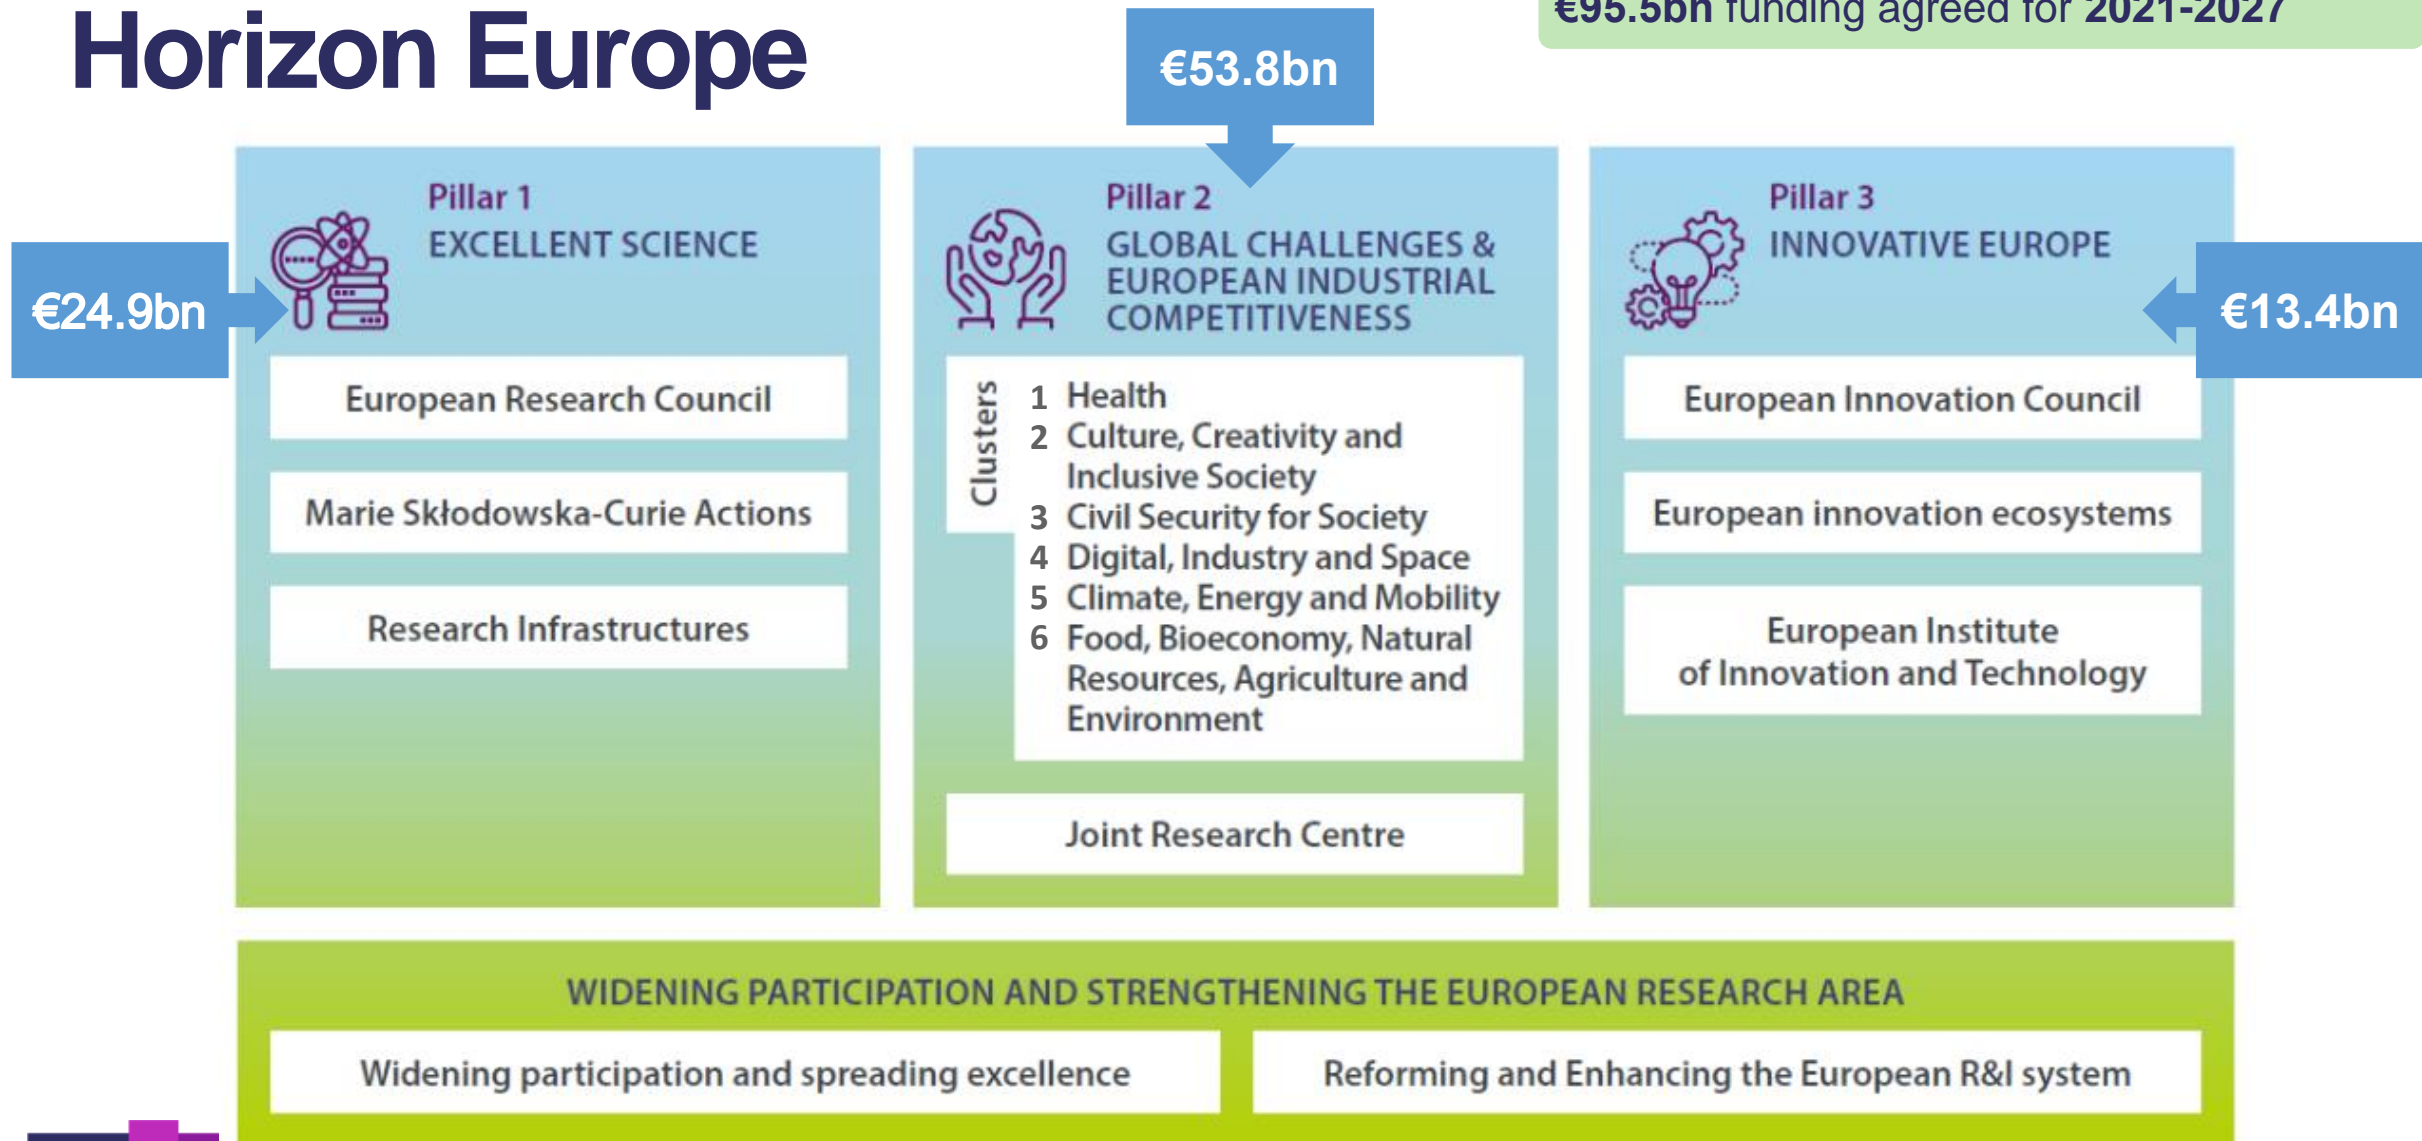 Horizon Europe
€95.5bn funding agreed for 2021-2027
€53.8bn
€24.9bn
Pillar 1
EXCELLENT SCIENCE
European Research Council
Marie Skłodowska-Curie Actions
Research Infrastructures
Pillar 2
GLOBAL CHALLENGES &
EUROPEAN INDUSTRIAL
COMPETITIVENESS
Clusters
1 Health
2 Culture, Creativity and
Inclusive Society
3 Civil Security for Society
4 Digital, Industry and Space
5 Climate, Energy and Mobility
6 Food, Bioeconomy, Natural
Resources, Agriculture and
Environment
Joint Research Centre
Pillar 3
INNOVATIVE EUROPE
€13.4bn
European Innovation Council
European innovation ecosystems
European Institute
of Innovation and Technology
WIDENING PARTICIPATION AND STRENGTHENING THE EUROPEAN RESEARCH AREA
Widening participation and spreading excellence
Reforming and Enhancing the European R&I system